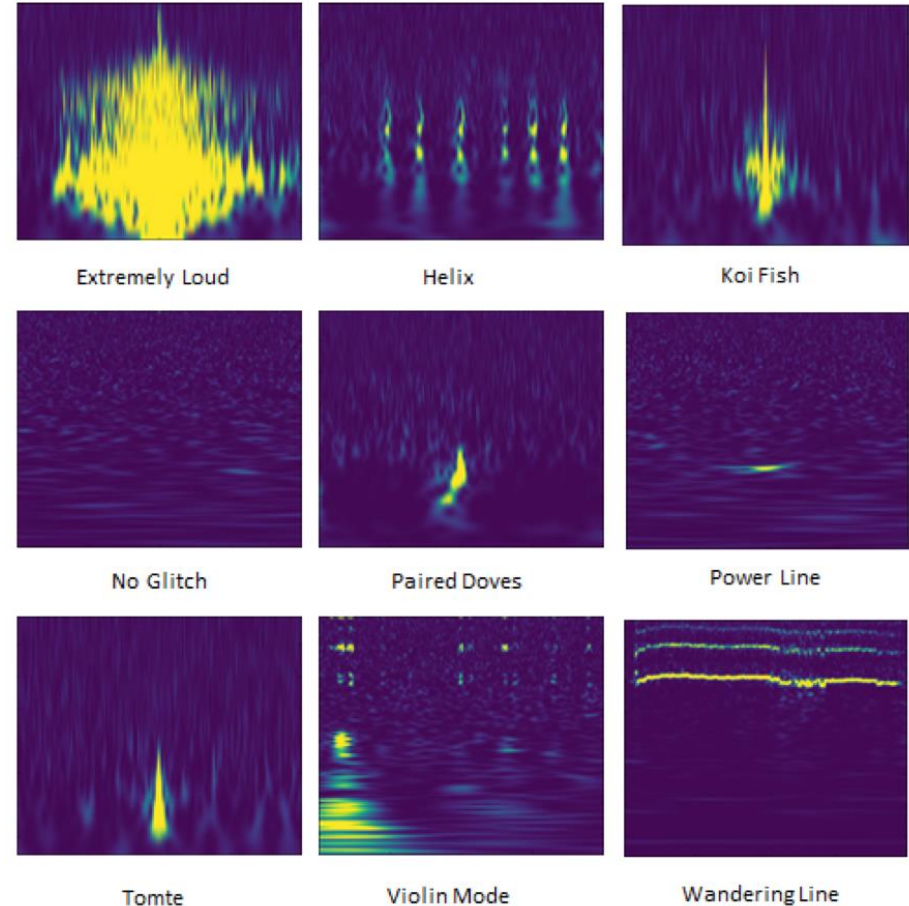 Extremely Loud
Helix
Koi Fish
No Glitch
Paired Doves
Power Line
Tomte
Violin Mode
Wandering Line